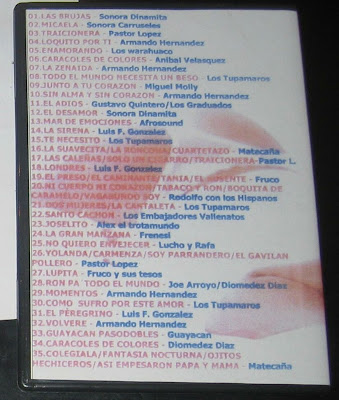 01.LAS BRUJAS - Sonora Dinamita
02.MICAELA - Sonora Carruseles
03.TRAICIONERA - Pastor Lopez
04.LOQUITO POR TI - Armando Hernandez
05.ENAMORANDO - Los warahuaco
06.CARACOLES DE COLORES - Anibal Velasquez
07.LA ZENAIDA - Armando Hernandez
08.TODO EL MUNDO NECESITA UN BESO- Los Tupamaros
09.JUNTO A TU CORAZON - Miguel Molly
10.SIN ALMA Y SIN CORAZON - Armando Hernandez
11.EL ADIOS - Gustavo Quintero/Los Graduados
12.EL DESAMOR - Sonora Dinamita
13.MAR DE EMOCIONES - Afrosound
14.LA SIRENA - Luis F. Gonzalez
15.TE NECESITO - Los Tupamaros
16.LA SUAVECITA/LA RONCONA/CUARTETAZO - Matecaña
17.LAS CALEÑAS/SOLO UN CIGARRO/TRAICIONERA-Pastor L.
18.LONDRES - Luis F. Gonzalez
19.EL PRESO/EL CAMINANTE/TANIA/EL AUSENTE - Fruco
20.NI CUERPO NI CORAZON/TABACO Y RON/BOQUITA DE
CARAMELO/VAGABUNDO SOY - Rodolfo con los Hispanos
21.DOS MUJERES/LA CANTALETA - Los Tupamaros
22.SANTO CACHON - Los Embajadores Vallenatos
23.JOSELITO - Alex el trotamundo
24.LA GRAN MANZANA - Frenesi
25.NO QUIERO ENVEJECER - Lucho y Rafa
26.YOLANDA/CARMENZA/SOY PARRANDERO/EL GAVILAN
POLLERO - Pastor Lopez
27.LUPITA - Fruco y sus tesos
28.RON PA´ TODO EL MUNDO - Joe Arroyo/Diomedez Diaz
29.MOMENTOS - Armando Hernandez
30.COMO SUFRO POR ESTE AMOR - Los Tupamaros
31.EL PÉREGRINO - Luis F. Gonzalez
32.VOLVERE - Armando Hernandez
33.GUAYACAN PASODOBLES - Guayacan
34.CARACOLES DE COLORES - Diomedez Diaz
35.COLEGIALA/FANTASIA NOCTURNA/OJITOS
HECHICEROS/ASI EMPESARON PAPA Y MAMA - Matecaña